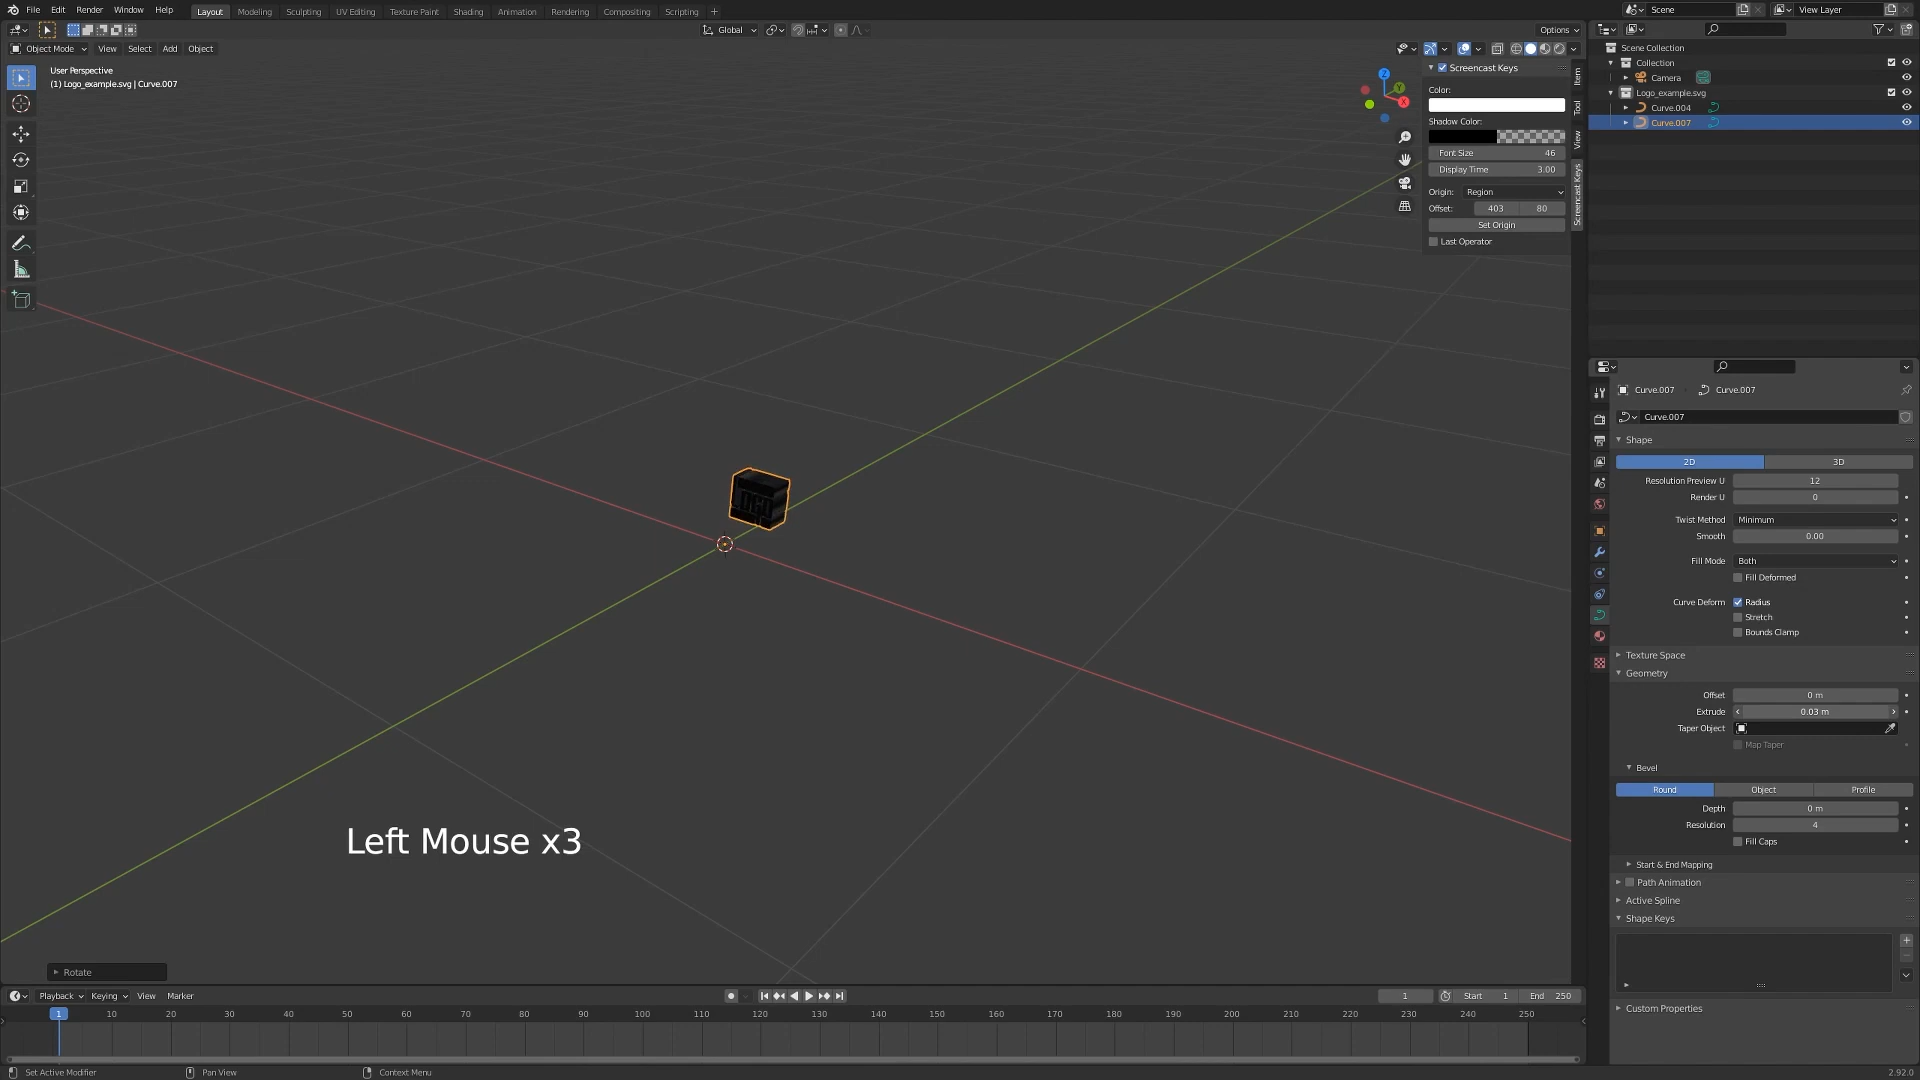 File Edit Render Window Help Layout Modeling Sculpting UV Editing Texture Paint Shading Animation Rendering Compositing Scripting + Scene View Layer
Global Options
Object Mode View Select Add Object
User Perspective
(1) Logo_example.svg | Curve.007
Z
Y
X
Screencast Keys
Color:
Shadow Color:
Font Size 46
Display Time 3.00
Origin: Region
Offset: 403 80
Set Origin
Last Operator
Item
Tool
View
Screencast Keys
Scene Collection
Collection
Camera
Logo_example.svg
Curve.004
Curve.007
Curve.007 Curve.007
Curve.007
Shape
2D 3D
Resolution Preview U 12
Render U 0
Twist Method Minimum
Smooth 0.00
Fill Mode Both
Fill Deformed
Curve Deform Radius
Stretch
Bounds Clamp
Texture Space
Geometry
Offset 0 m
Extrude 0.03 m
Taper Object
Map Taper
Bevel
Round Object Profile
Depth 0 m
Resolution 4
Fill Caps
Start & End Mapping
Path Animation
Active Spline
Shape Keys
Custom Properties
Left Mouse x3
Rotate
Playback Keying View Marker 1 Start 1 End 250
1 10 20 30 40 50 60 70 80 90 100 110 120 130 140 150 160 170 180 190 200 210 220 230 240 250
Set Active Modifier Pan View Context Menu 2.92.0